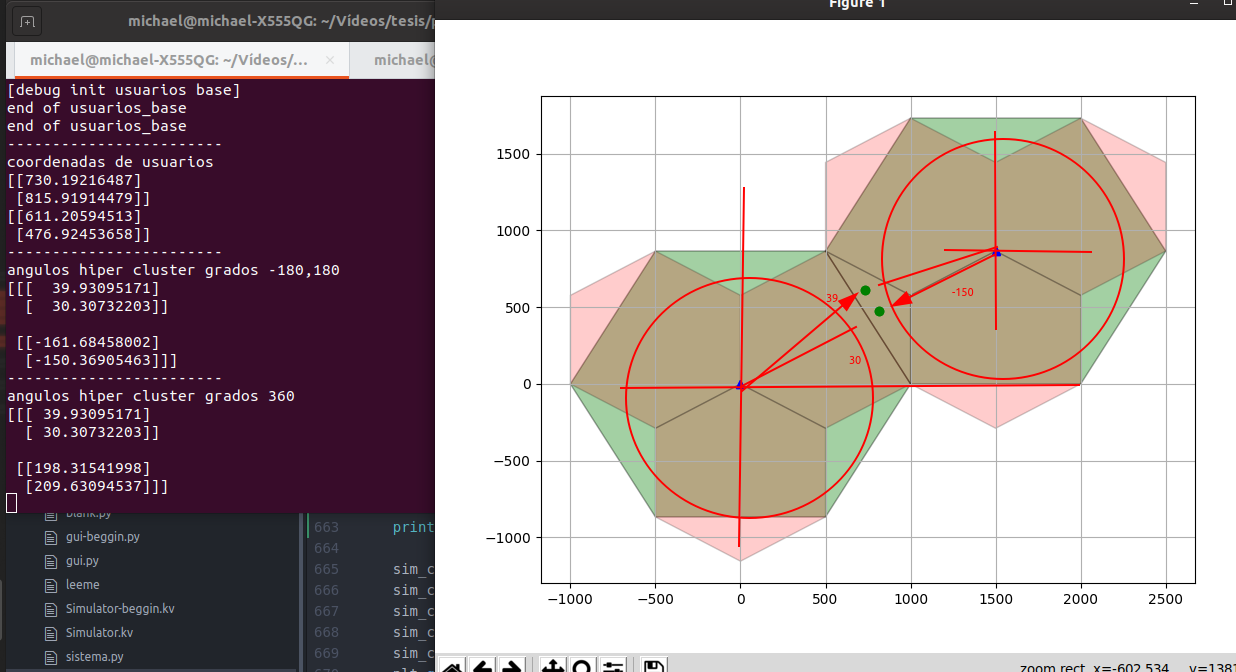 michael@michael-X555QG: ~/Vídeos/tesis/
Figure 1
michael@michael-X555QG: ~/Vídeos/...
michael@
[debug init usuarios base]
end of usuarios_base
end of usuarios_base
------------------------
coordenadas de usuarios
[[730.19216487]
[815.91914479]]
[[611.20594513]
[476.92453658]]
------------------------
angulos hiper cluster grados -180,180
[[[ 39.93095171]
[ 30.30732203]]
[[-161.68458002]
[-150.36905463]]]
------------------------
angulos hiper cluster grados 360
[[[ 39.93095171]
[ 30.30732203]]
[[198.31541998]
[209.63094537]]]
blank.py
gui-beggin.py
gui.py
leeme
Simulator-beggin.kv
Simulator.kv
sistema.py
663 print
664
665 sim_c
666 sim_c
667 sim_c
668 sim_c
669 sim_c
670
1500
1000
500
0
−500
−1000
39
-150
30
−1000 −500 0 500 1000 1500 2000 2500
zoom rect, x=-602.534 y=1381